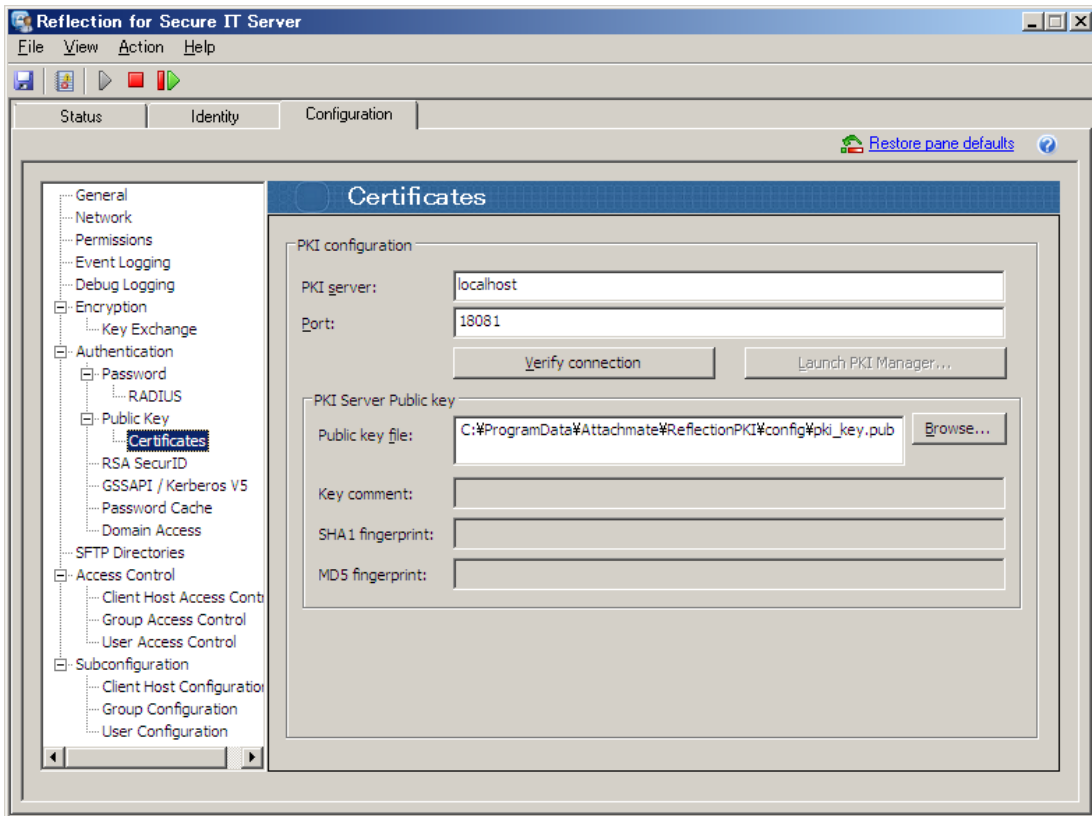 Reflection for Secure IT Server
File View Action Help
Status Identity Configuration
Restore pane defaults
General
Network
Permissions
Event Logging
Debug Logging
Encryption
Key Exchange
Authentication
Password
RADIUS
Public Key
Certificates
RSA SecurID
GSSAPI / Kerberos V5
Password Cache
Domain Access
SFTP Directories
Access Control
Client Host Access Cont
Group Access Control
User Access Control
Subconfiguration
Client Host Configuration
Group Configuration
User Configuration
Certificates
PKI configuration
PKI server: localhost
Port: 18081
Verify connection Launch PKI Manager...
PKI Server Public key
Public key file: C:¥ProgramData¥Attachmate¥ReflectionPKI¥config¥pki_key.pub Browse...
Key comment:
SHA1 fingerprint:
MD5 fingerprint: